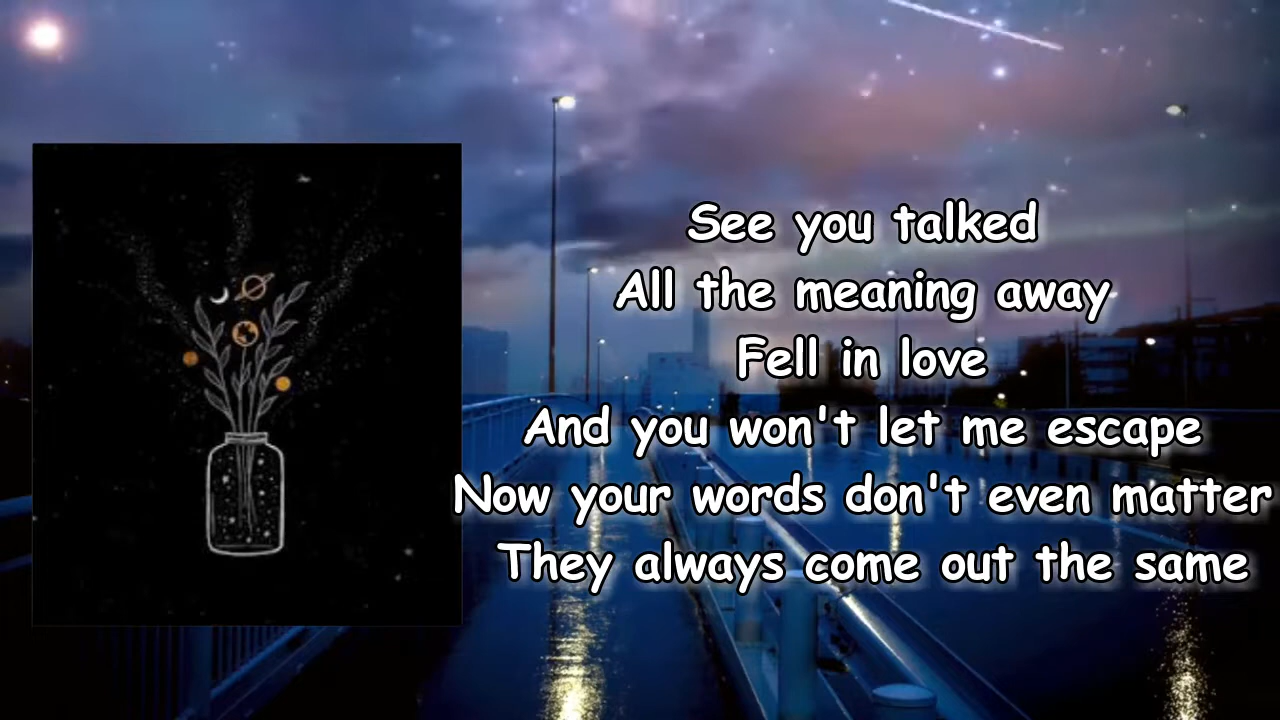 See you talked
All the meaning away
Fell in love
And you won't let me escape
Now your words don't even matter
They always come out the same